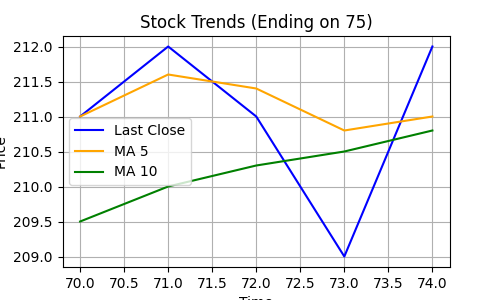 Stock Trends (Ending on 75)
212.0
211.5
211.0
210.5
210.0
209.5
209.0
Price
Last Close
MA 5
MA 10
70.0 70.5 71.0 71.5 72.0 72.5 73.0 73.5 74.0
Time